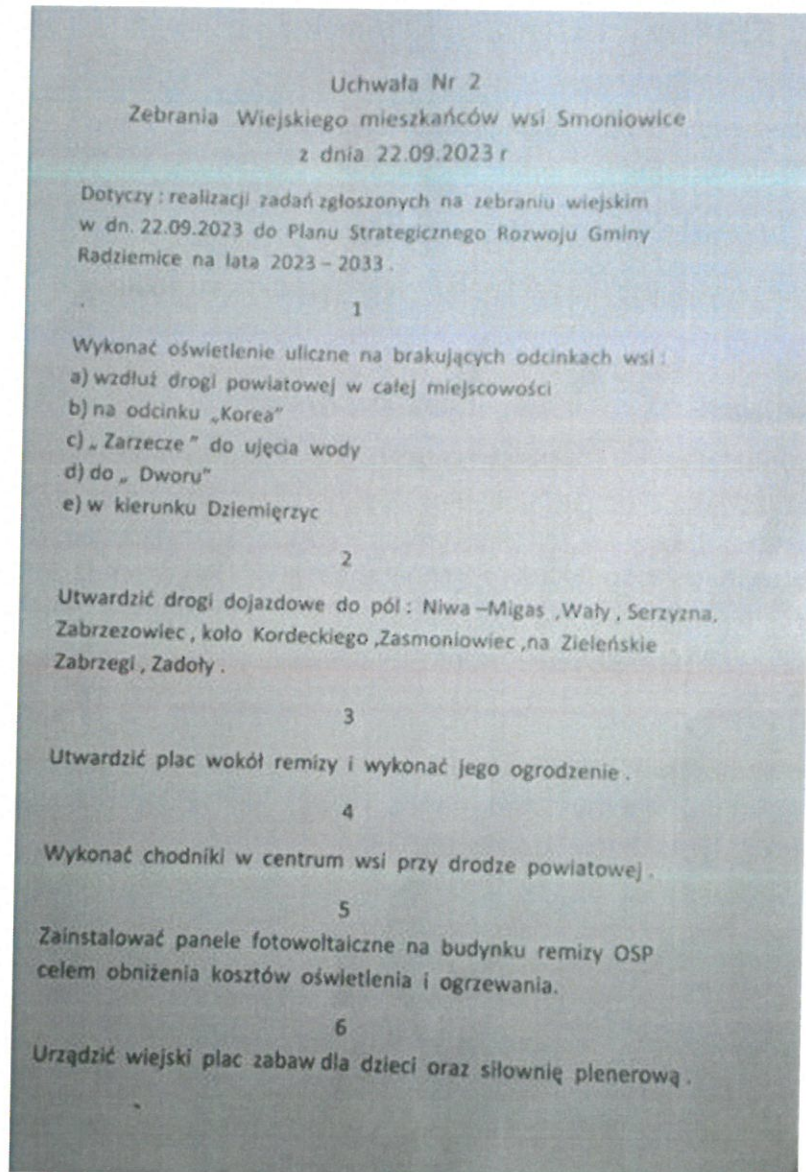 Uchwała Nr 2
Zebrania Wiejskiego mieszkańców wsi Smoniowice
z dnia 22.09.2023 r
Dotyczy : realizacji zadań zgłoszonych na zebraniu wiejskim
w dn. 22.09.2023 do Planu Strategicznego Rozwoju Gminy
Radziemice na lata 2023 – 2033 .
1
Wykonać oświetlenie uliczne na brakujących odcinkach wsi :
a) wzdłuż drogi powiatowej w całej miejscowości
b) na odcinku „Korea”
c) „ Zarzecze ” do ujęcia wody
d) do „ Dworu”
e) w kierunku Dziemięrzyc
2
Utwardzić drogi dojazdowe do pól : Niwa –Migas ,Wały , Serzyzna,
Zabrzezowiec , koło Kordeckiego ,Zasmoniowiec ,na Zieleńskie
Zabrzegi , Zadoły .
3
Utwardzić plac wokół remizy i wykonać jego ogrodzenie .
4
Wykonać chodniki w centrum wsi przy drodze powiatowej .
5
Zainstalować panele fotowoltaiczne na budynku remizy OSP
celem obniżenia kosztów oświetlenia i ogrzewania.
6
Urządzić wiejski plac zabaw dla dzieci oraz siłownię plenerową .